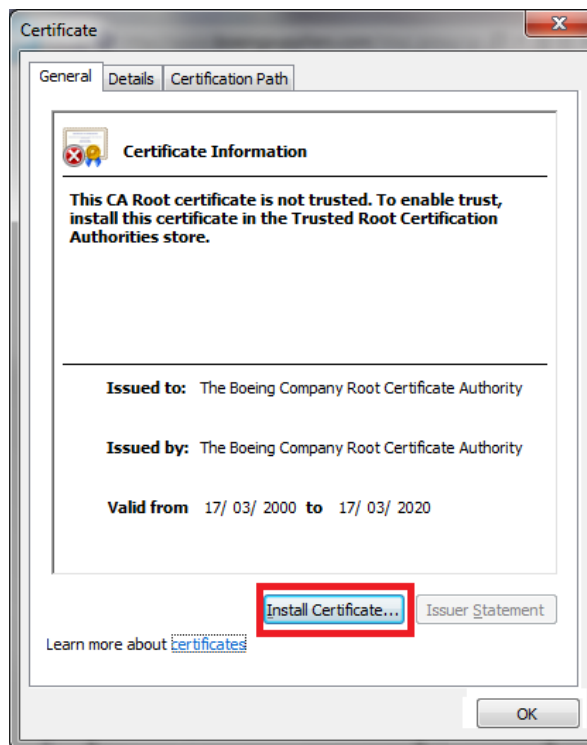 Certificate
General Details Certification Path
Certificate Information
This CA Root certificate is not trusted. To enable trust,
install this certificate in the Trusted Root Certification
Authorities store.
Issued to: The Boeing Company Root Certificate Authority
Issued by: The Boeing Company Root Certificate Authority
Valid from 17/ 03/ 2000 to 17/ 03/ 2020
Install Certificate... Issuer Statement
Learn more about certificates
OK